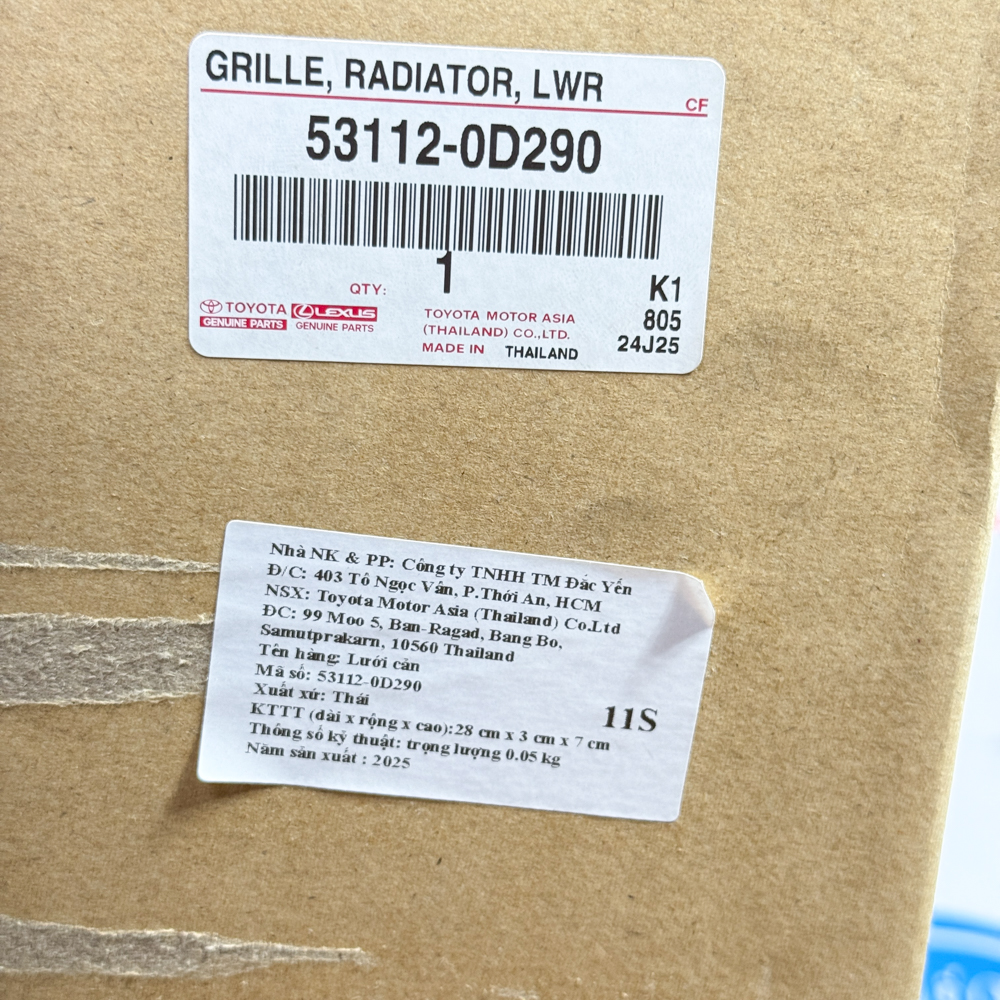 GRILLE, RADIATOR, LWR
CF
53112-0D290
1
QTY:
K1
TOYOTA
GENUINE PARTS
LEXUS
GENUINE PARTS
TOYOTA MOTOR ASIA
(THAILAND) CO.,LTD.
MADE IN THAILAND
805
24J25
Nhà NK & PP: Công ty TNHH TM Đắc Yến
Đ/C: 403 Tô Ngọc Vân, P.Thới An, HCM
NSX: Toyota Motor Asia (Thailand) Co.Ltd
ĐC: 99 Moo 5, Ban-Ragad, Bang Bo,
Samutprakarn, 10560 Thailand
Tên hàng: Lưới cản
Mã số: 53112-0D290
Xuất xứ: Thái
11S
KTTT (dài x rộng x cao):28 cm x 3 cm x 7 cm
Thông số kỹ thuật: trọng lượng 0.05 kg
Năm sản xuất : 2025